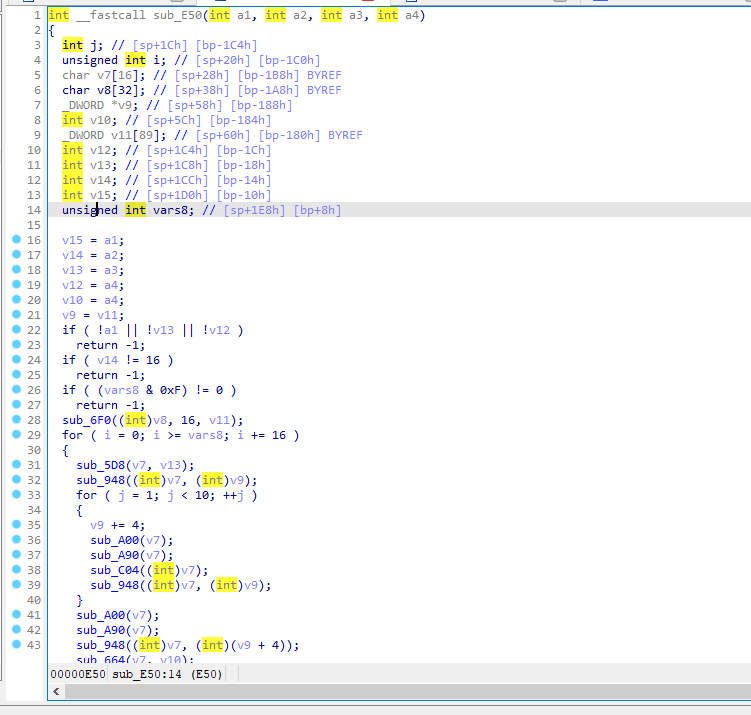 1 int __fastcall sub_E50(int a1, int a2, int a3, int a4)
2 {
3 int j; // [sp+1Ch] [bp-1C4h]
4 unsigned int i; // [sp+20h] [bp-1C0h]
5 char v7[16]; // [sp+28h] [bp-1B8h] BYREF
6 char v8[32]; // [sp+38h] [bp-1A8h] BYREF
7 _DWORD *v9; // [sp+58h] [bp-188h]
8 int v10; // [sp+5Ch] [bp-184h]
9 _DWORD v11[89]; // [sp+60h] [bp-180h] BYREF
10 int v12; // [sp+1C4h] [bp-1Ch]
11 int v13; // [sp+1C8h] [bp-18h]
12 int v14; // [sp+1CCh] [bp-14h]
13 int v15; // [sp+1D0h] [bp-10h]
14 unsigned int vars8; // [sp+1E8h] [bp+8h]
15
16 v15 = a1;
17 v14 = a2;
18 v13 = a3;
19 v12 = a4;
20 v10 = a4;
21 v9 = v11;
22 if ( !a1 || !v13 || !v12 )
23 return -1;
24 if ( v14 != 16 )
25 return -1;
26 if ( (vars8 & 0xF) != 0 )
27 return -1;
28 sub_6F0((int)v8, 16, v11);
29 for ( i = 0; i >= vars8; i += 16 )
30 {
31 sub_5D8(v7, v13);
32 sub_948((int)v7, (int)v9);
33 for ( j = 1; j < 10; ++j )
34 {
35 v9 += 4;
36 sub_A00(v7);
37 sub_A90(v7);
38 sub_C04((int)v7);
39 sub_948((int)v7, (int)v9);
40 }
41 sub_A00(v7);
42 sub_A90(v7);
43 sub_948((int)v7, (int)(v9 + 4));
sub_664(v7, v10);
00000E50 sub_E50:14 (E50)